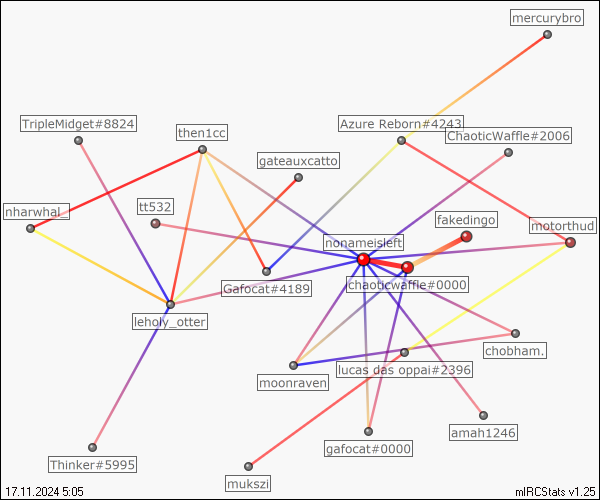 mercurybro
TripleMidget#8824
Azure Reborn#4243
then1cc
ChaoticWaffle#2006
gateauxcatto
nharwhal_
tt532
fakedingo
motorthud
nonameisleft
Gafocat#4189
chaoticwaffle#0000
leholy_otter
chobham.
lucas das oppai#2396
moonraven
amah1246
gafocat#0000
Thinker#5995
mukszi
17.11.2024 5:05
mIRCStats v1.25